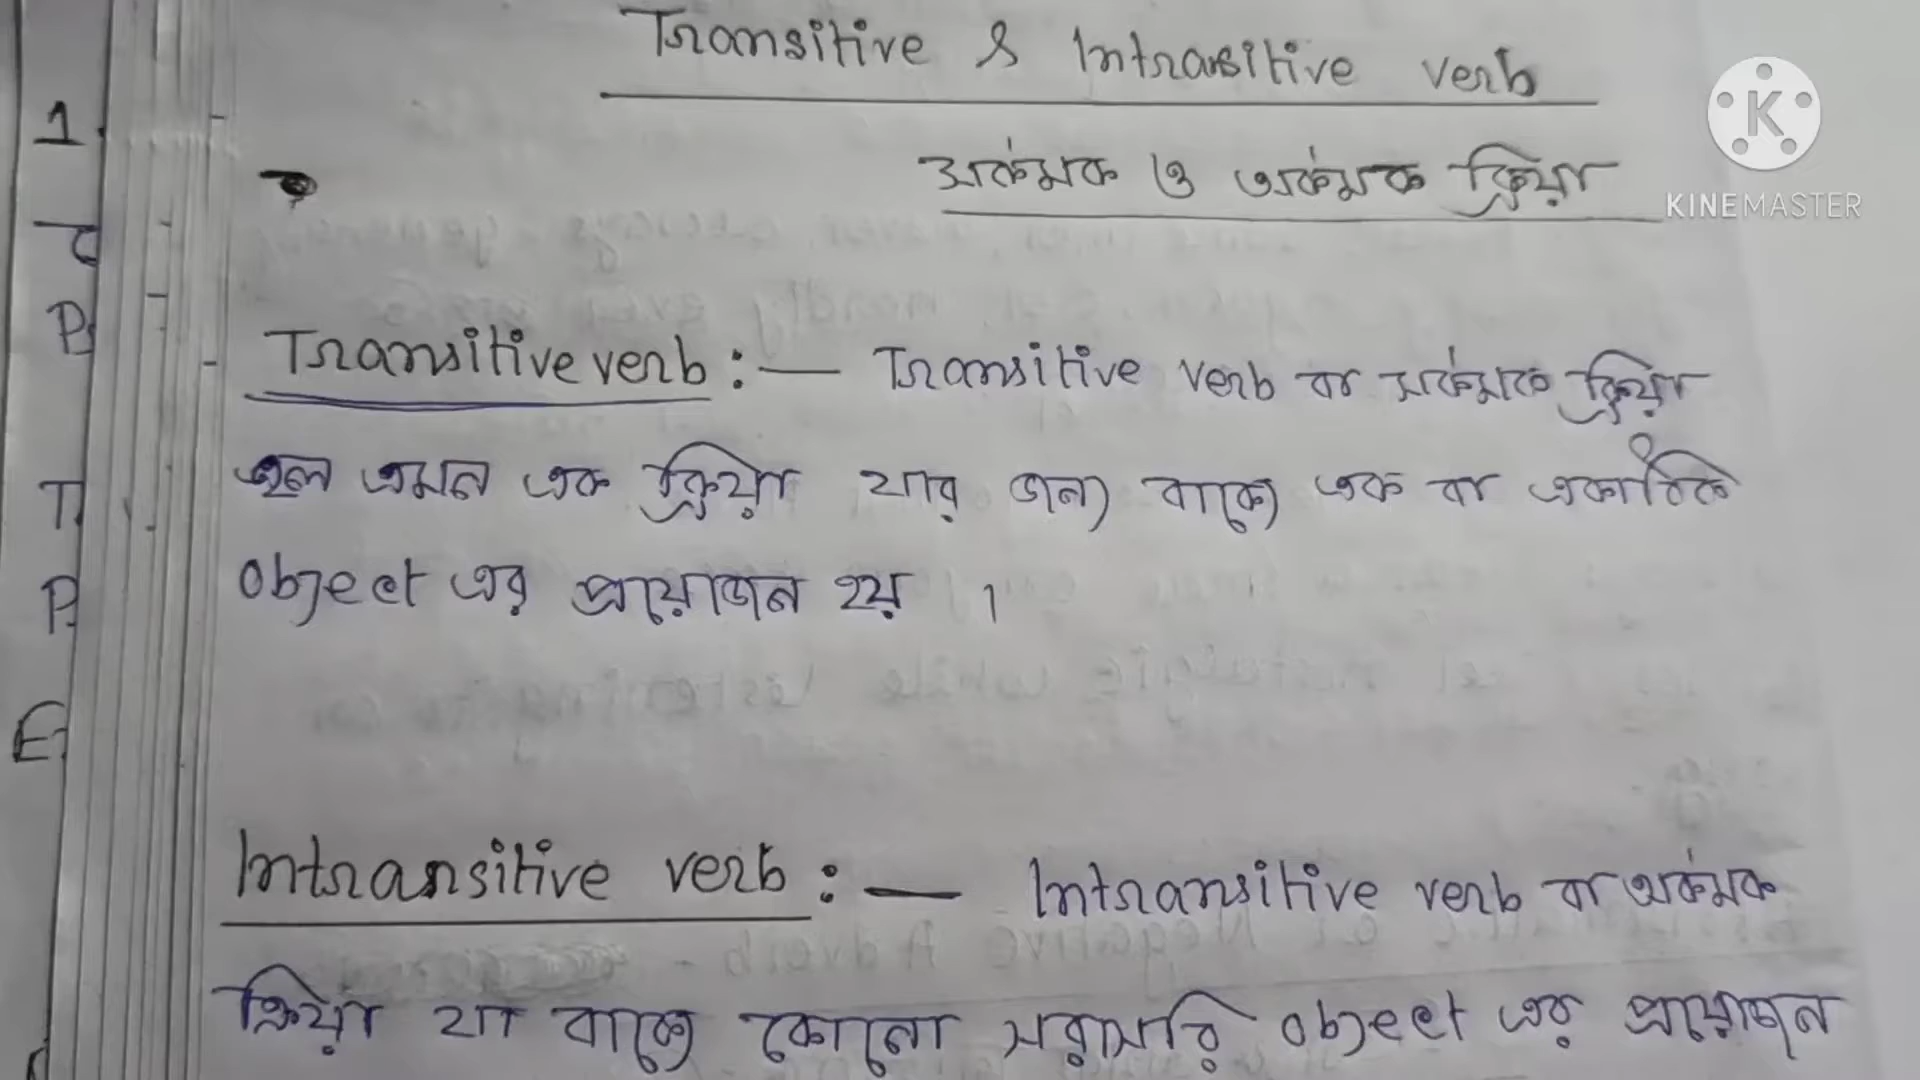 Transitive & Intransitive verb
সকর্মক ও অকর্মক ক্রিয়া
KINEMASTER
Transitive verb :— Transitive verb বা সকর্মক ক্রিয়া
হল এমন এক ক্রিয়া যার জন্য বাক্যে এক বা একাধিক
object এর প্রয়োজন হয় ।
Intransitive verb :— Intransitive verb বা অকর্মক
ক্রিয়া যা বাক্যে কোনো সরাসরি object এর প্রয়োজন
1.
T
P
E